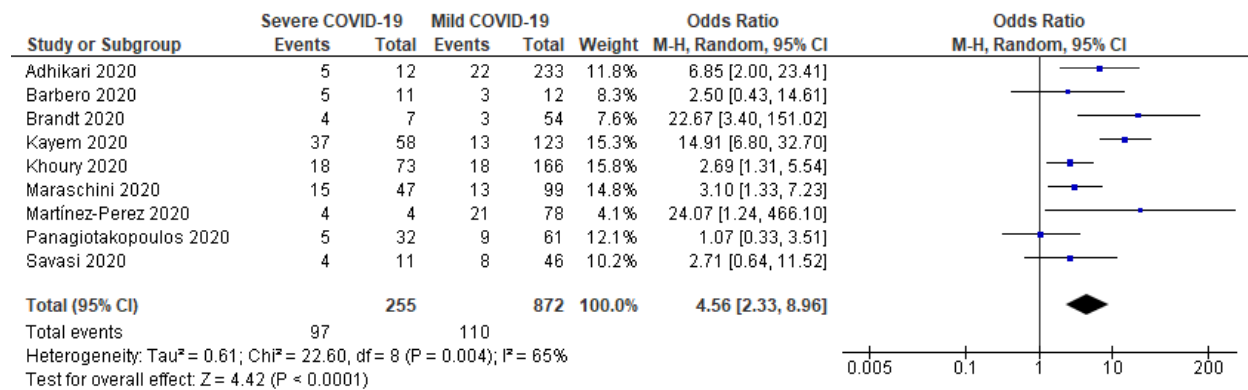 Severe COVID-19 Mild COVID-19 Odds Ratio Odds Ratio
Study or Subgroup Events Total Events Total Weight M-H, Random, 95% CI M-H, Random, 95% CI
Adhikari 2020 5 12 22 233 11.8% 6.85 [2.00, 23.41]
Barbero 2020 5 11 3 12 8.3% 2.50 [0.43, 14.61]
Brandt 2020 4 7 3 54 7.6% 22.67 [3.40, 151.02]
Kayem 2020 37 58 13 123 15.3% 14.91 [6.80, 32.70]
Khoury 2020 18 73 18 166 15.8% 2.69 [1.31, 5.54]
Maraschini 2020 15 47 13 99 14.8% 3.10 [1.33, 7.23]
Martínez-Perez 2020 4 4 21 78 4.1% 24.07 [1.24, 466.10]
Panagiotakopoulos 2020 5 32 9 61 12.1% 1.07 [0.33, 3.51]
Savasi 2020 4 11 8 46 10.2% 2.71 [0.64, 11.52]
Total (95% CI) 255 872 100.0% 4.56 [2.33, 8.96]
Total events 97 110
Heterogeneity: Tau² = 0.61; Chi² = 22.60, df = 8 (P = 0.004); I² = 65%
Test for overall effect: Z = 4.42 (P < 0.0001)
0.005 0.1 1 10 200